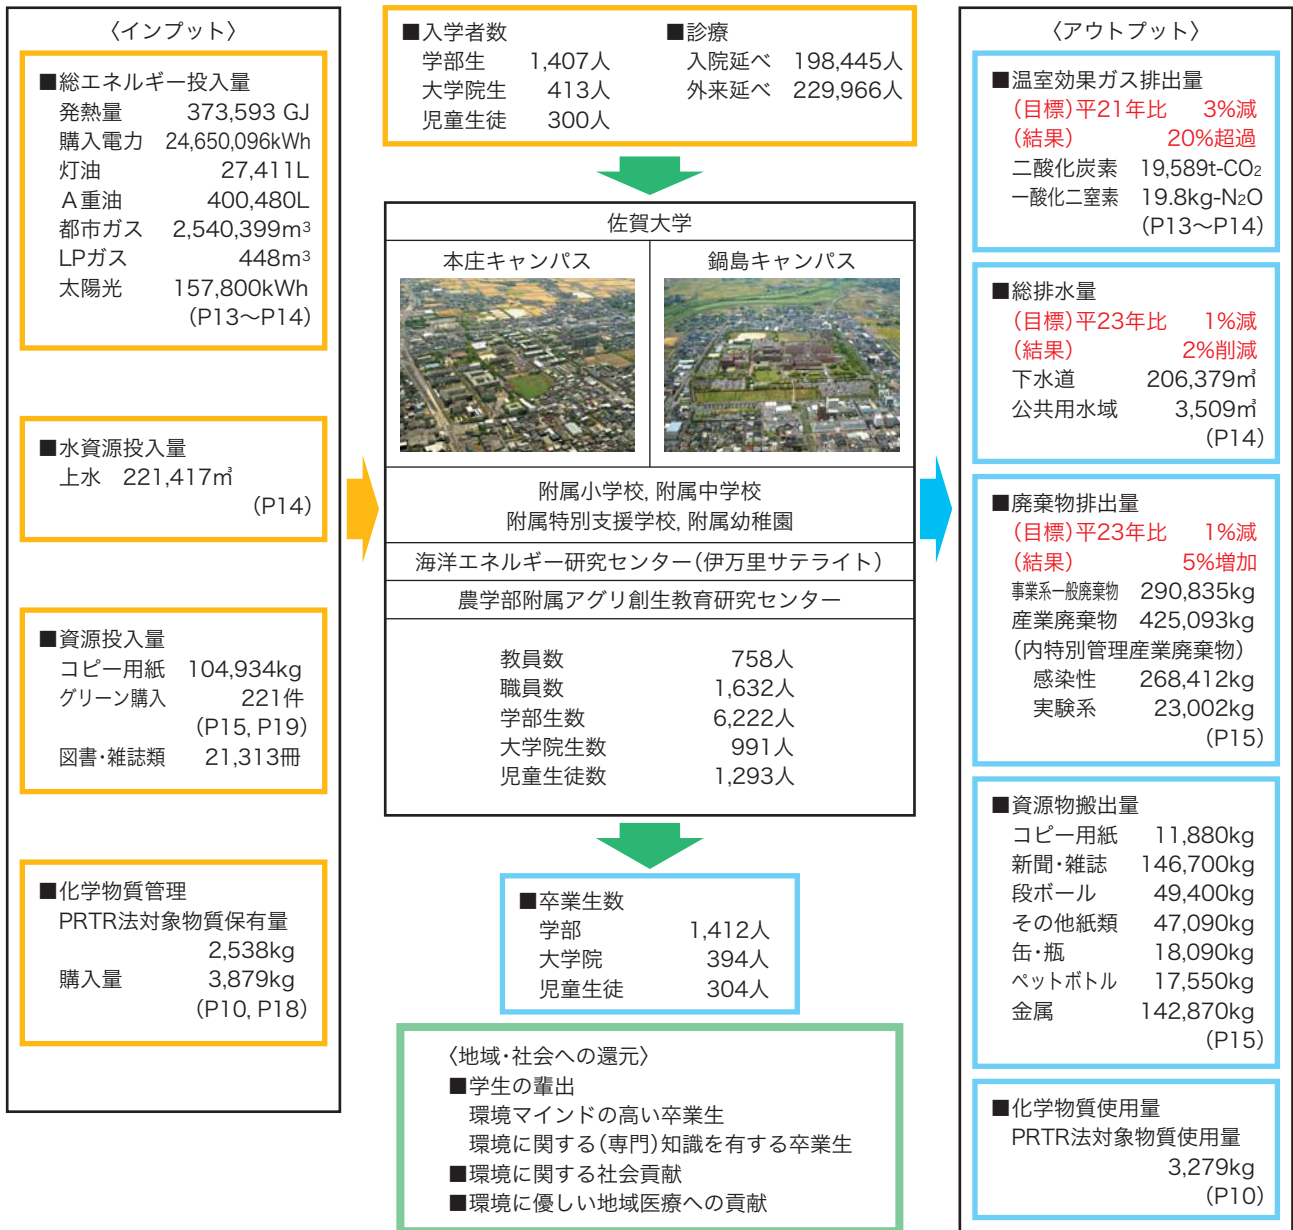 〈インプット〉
■総エネルギー投入量
発熱量 373,593 GJ
購入電力 24,650,096kWh
灯油 27,411L
A重油 400,480L
都市ガス 2,540,399m³
LPガス 448m³
太陽光 157,800kWh
(P13〜P14)
■水資源投入量
上水 221,417㎥
(P14)
■資源投入量
コピー用紙 104,934kg
グリーン購入 221件
(P15, P19)
図書・雑誌類 21,313冊
■化学物質管理
PRTR法対象物質保有量
2,538kg
購入量 3,879kg
(P10, P18)
■入学者数
学部生 1,407人
大学院生 413人
児童生徒 300人
■診療
入院延べ 198,445人
外来延べ 229,966人
佐賀大学
本庄キャンパス
鍋島キャンパス
附属小学校, 附属中学校
附属特別支援学校, 附属幼稚園
海洋エネルギー研究センター(伊万里サテライト)
農学部附属アグリ創生教育研究センター
教員数 758人
職員数 1,632人
学部生数 6,222人
大学院生数 991人
児童生徒数 1,293人
■卒業生数
学部 1,412人
大学院 394人
児童生徒 304人
〈地域・社会への還元〉
■学生の輩出
環境マインドの高い卒業生
環境に関する(専門)知識を有する卒業生
■環境に関する社会貢献
■環境に優しい地域医療への貢献
〈アウトプット〉
■温室効果ガス排出量
(目標)平21年比 3%減
(結果) 20%超過
二酸化炭素 19,589t-CO₂
一酸化二窒素 19.8kg-N₂O
(P13〜P14)
■総排水量
(目標)平23年比 1%減
(結果) 2%削減
下水道 206,379㎥
公共用水域 3,509㎥
(P14)
■廃棄物排出量
(目標)平23年比 1%減
(結果) 5%増加
事業系一般廃棄物 290,835kg
産業廃棄物 425,093kg
(内特別管理産業廃棄物)
感染性 268,412kg
実験系 23,002kg
(P15)
■資源物搬出量
コピー用紙 11,880kg
新聞・雑誌 146,700kg
段ボール 49,400kg
その他紙類 47,090kg
缶・瓶 18,090kg
ペットボトル 17,550kg
金属 142,870kg
(P15)
■化学物質使用量
PRTR法対象物質使用量
3,279kg
(P10)